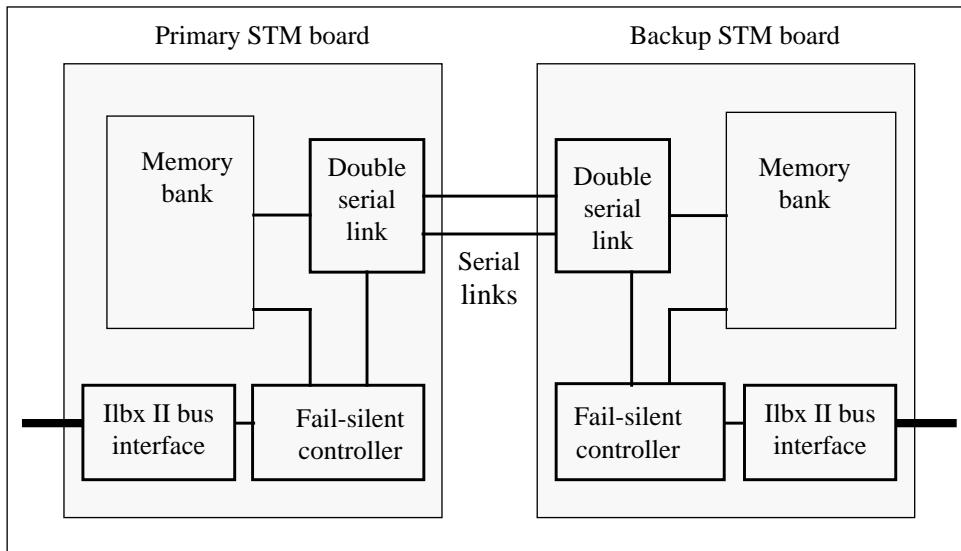 Primary STM board
Backup STM board
Memory
bank
Double
serial
link
Serial
links
Double
serial
link
Memory
bank
Ilbx II bus
interface
Fail-silent
controller
Fail-silent
controller
Ilbx II bus
interface